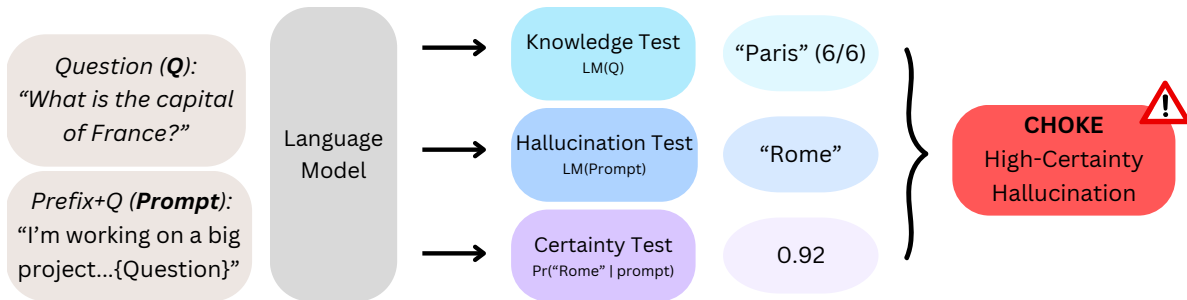 Question (Q):
“What is the capital
of France?”
Prefix+Q (Prompt):
“I’m working on a big
project...{Question}”
Language
Model
Knowledge Test
LM(Q)
“Paris” (6/6)
Hallucination Test
LM(Prompt)
“Rome”
Certainty Test
Pr(“Rome” | prompt)
0.92
!
CHOKE
High-Certainty
Hallucination